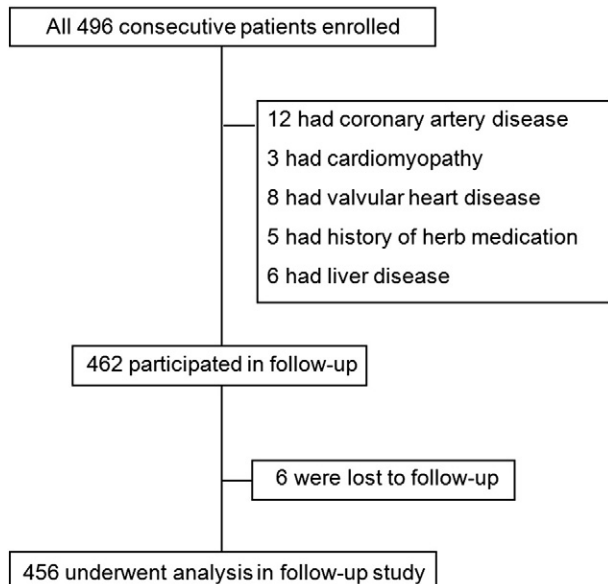 All 496 consecutive patients enrolled
12 had coronary artery disease
3 had cardiomyopathy
8 had valvular heart disease
5 had history of herb medication
6 had liver disease
462 participated in follow-up
6 were lost to follow-up
456 underwent analysis in follow-up study